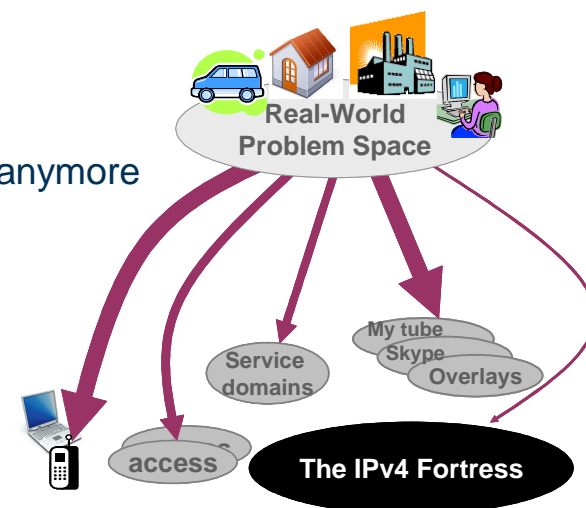 Real-World
Problem Space
anymore
My tube
Skype
Overlays
Service
domains
access
The IPv4 Fortress